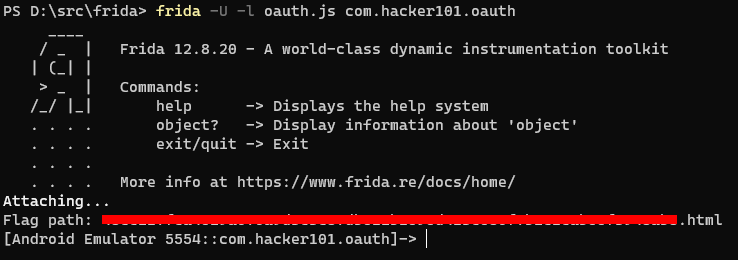 PS D:\src\frida> frida -U -l oauth.js com.hacker101.oauth
     ____
    / _  |   Frida 12.8.20 - A world-class dynamic instrumentation toolkit
   | (_| |
    > _  |   Commands:
   /_/ |_|       help      -> Displays the help system
   . . . .       object?   -> Display information about 'object'
   . . . .       exit/quit -> Exit
   . . . .
   . . . .   More info at https://www.frida.re/docs/home/
Attaching...
Flag path: .html
[Android Emulator 5554::com.hacker101.oauth]->